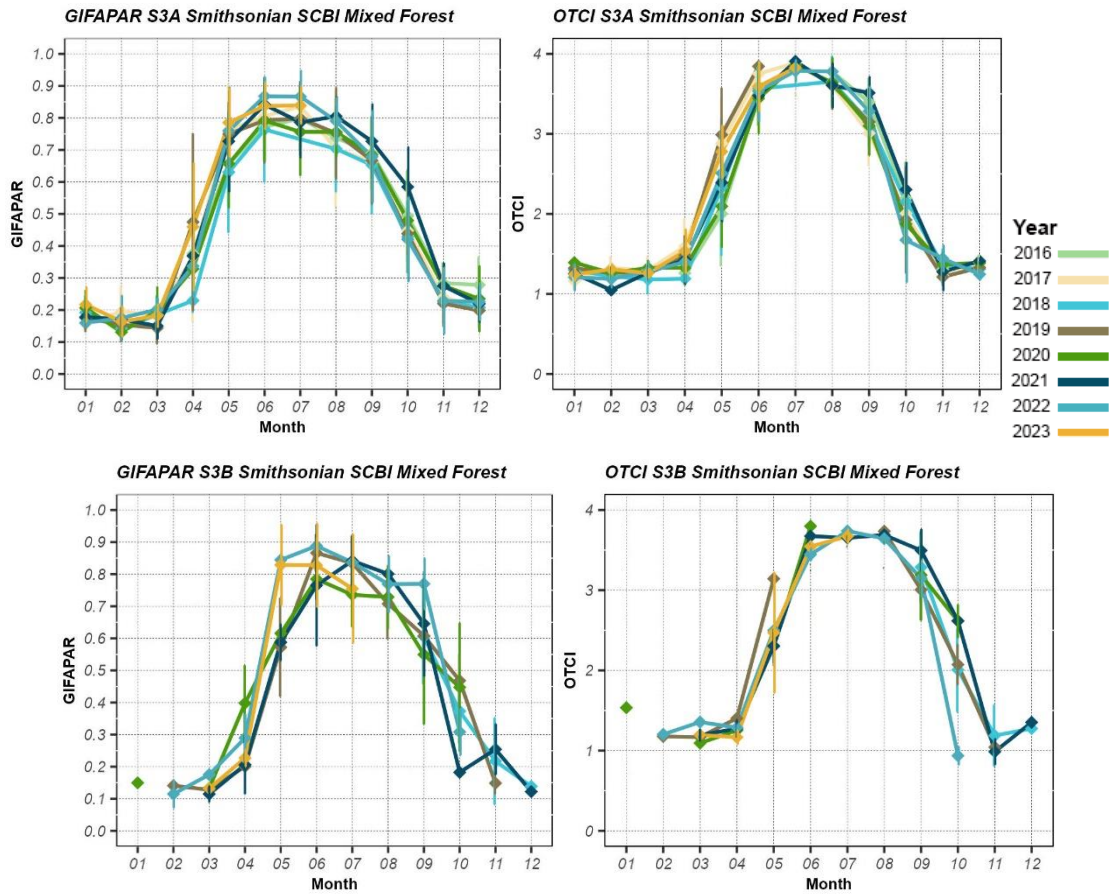 GIFAPAR S3A Smithsonian SCBI Mixed Forest
1.0
0.9
0.8
0.7
0.6
0.5
0.4
0.3
0.2
0.1
0.0
GIFAPAR
01 02 03 04 05 06 07 08 09 10 11 12
Month
OTCI S3A Smithsonian SCBI Mixed Forest
4
3
2
1
0
OTCI
01 02 03 04 05 06 07 08 09 10 11 12
Month
Year
2016
2017
2018
2019
2020
2021
2022
2023
GIFAPAR S3B Smithsonian SCBI Mixed Forest
1.0
0.9
0.8
0.7
0.6
0.5
0.4
0.3
0.2
0.1
0.0
GIFAPAR
01 02 03 04 05 06 07 08 09 10 11 12
Month
OTCI S3B Smithsonian SCBI Mixed Forest
4
3
2
1
0
OTCI
01 02 03 04 05 06 07 08 09 10 11 12
Month